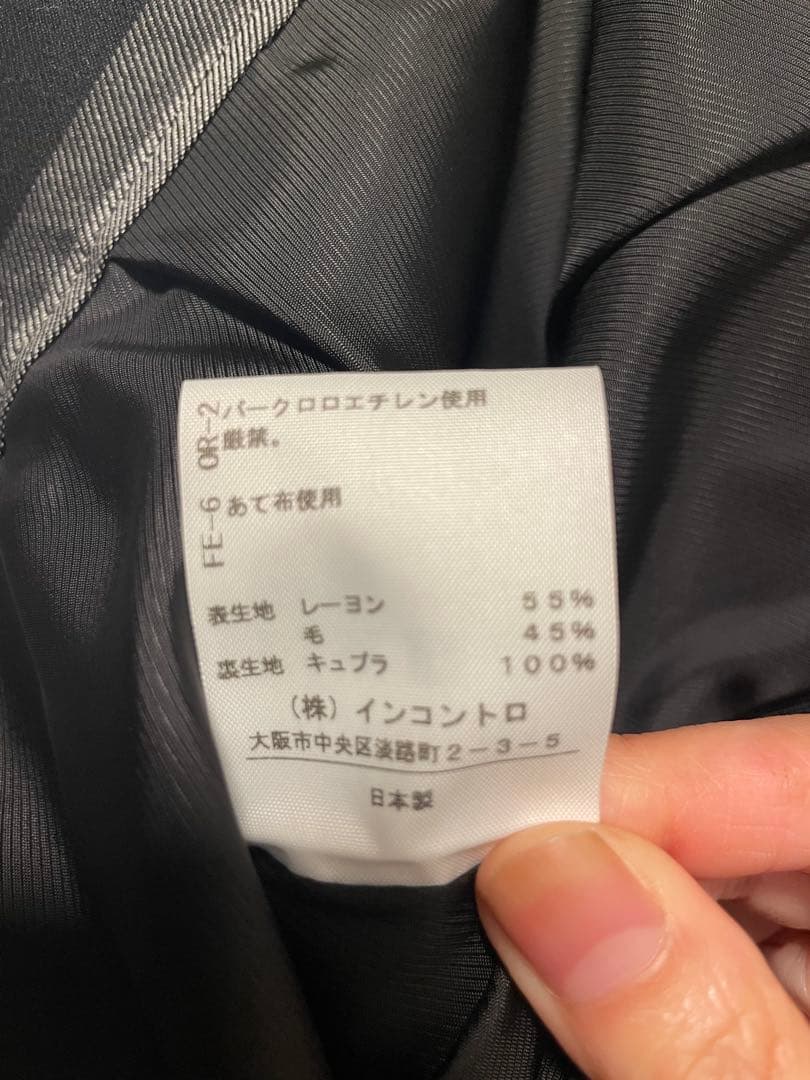 OR-2
パークロロエチレン使用
厳禁。
FE-6
あて布使用
表生地 レーヨン 55%
毛 45%
裏生地 キュプラ 100%
(株)インコントロ
大阪市中央区淡路町2-3-5
日本製